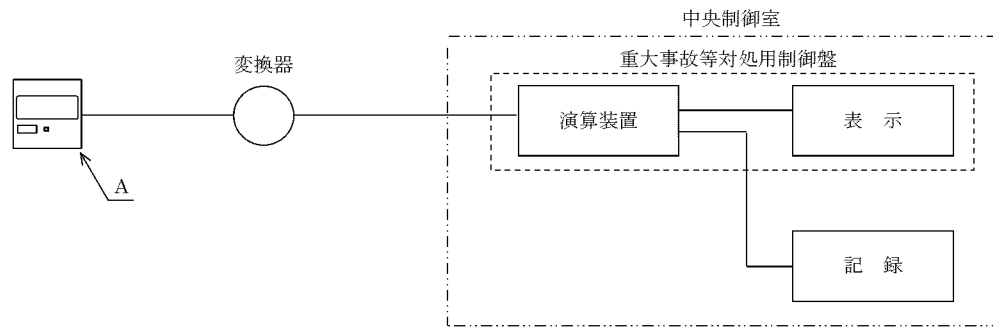 中央制御室
変換器
重大事故等対処用制御盤
演算装置
表 示
A
記 録